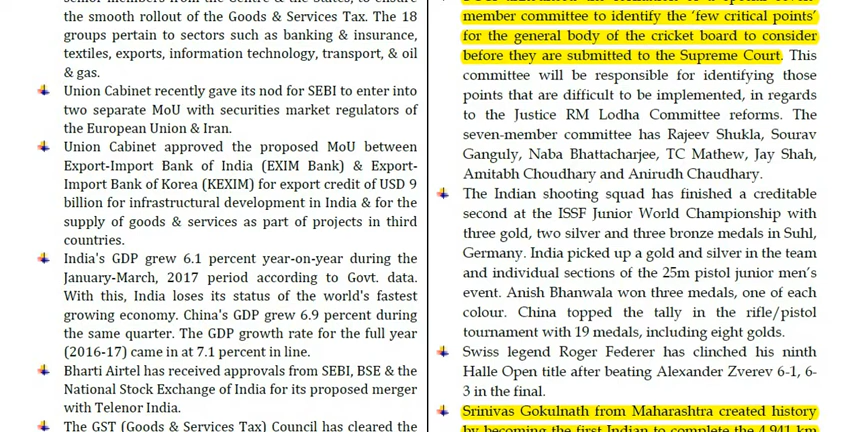 the smooth rollout of the Goods & Services Tax. The 18
groups pertain to sectors such as banking & insurance,
textiles, exports, information technology, transport, & oil
& gas.
Union Cabinet recently gave its nod for SEBI to enter into
two separate MoU with securities market regulators of
the European Union & Iran.
Union Cabinet approved the proposed MoU between
Export-Import Bank of India (EXIM Bank) & Export-
Import Bank of Korea (KEXIM) for export credit of USD 9
billion for infrastructural development in India & for the
supply of goods & services as part of projects in third
countries.
India's GDP grew 6.1 percent year-on-year during the
January-March, 2017 period according to Govt. data.
With this, India loses its status of the world's fastest
growing economy. China's GDP grew 6.9 percent during
the same quarter. The GDP growth rate for the full year
(2016-17) came in at 7.1 percent in line.
Bharti Airtel has received approvals from SEBI, BSE & the
National Stock Exchange of India for its proposed merger
with Telenor India.
The GST (Goods & Services Tax) Council has cleared the
member committee to identify the ‘few critical points’
for the general body of the cricket board to consider
before they are submitted to the Supreme Court. This
committee will be responsible for identifying those
points that are difficult to be implemented, in regards
to the Justice RM Lodha Committee reforms. The
seven-member committee has Rajeev Shukla, Sourav
Ganguly, Naba Bhattacharjee, TC Mathew, Jay Shah,
Amitabh Choudhary and Anirudh Chaudhary.
The Indian shooting squad has finished a creditable
second at the ISSF Junior World Championship with
three gold, two silver and three bronze medals in Suhl,
Germany. India picked up a gold and silver in the team
and individual sections of the 25m pistol junior men’s
event. Anish Bhanwala won three medals, one of each
colour. China topped the tally in the rifle/pistol
tournament with 19 medals, including eight golds.
Swiss legend Roger Federer has clinched his ninth
Halle Open title after beating Alexander Zverev 6-1, 6-
3 in the final.
Srinivas Gokulnath from Maharashtra created history
by becoming the first Indian to complete the 4,941 km